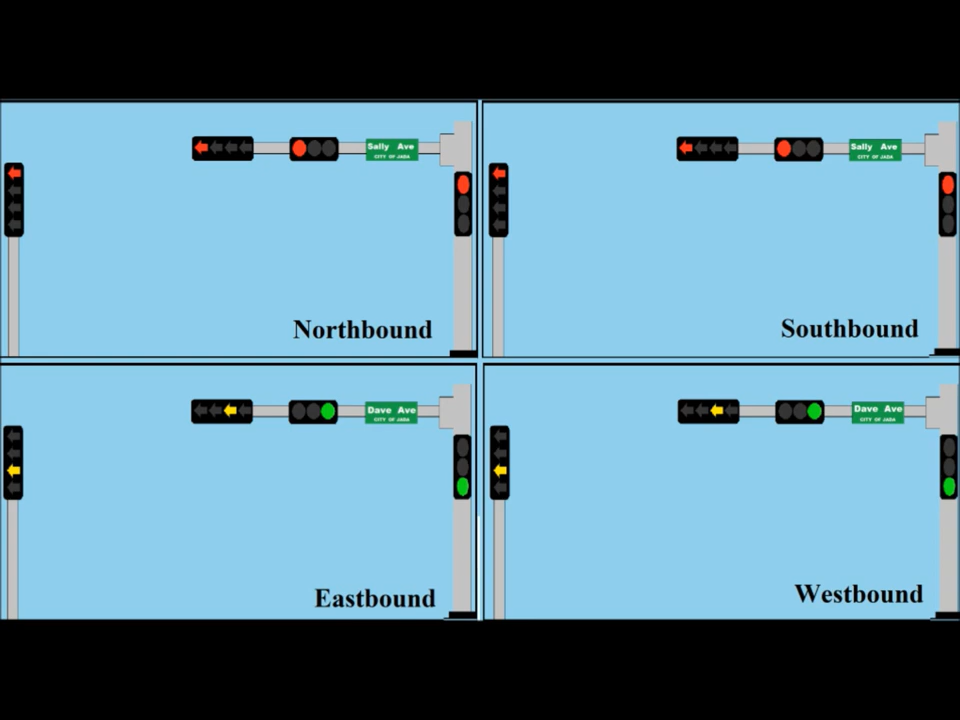 Sally Ave
CITY OF JADA
Northbound
Sally Ave
CITY OF JADA
Southbound
Dave Ave
CITY OF JADA
Eastbound
Dave Ave
CITY OF JADA
Westbound